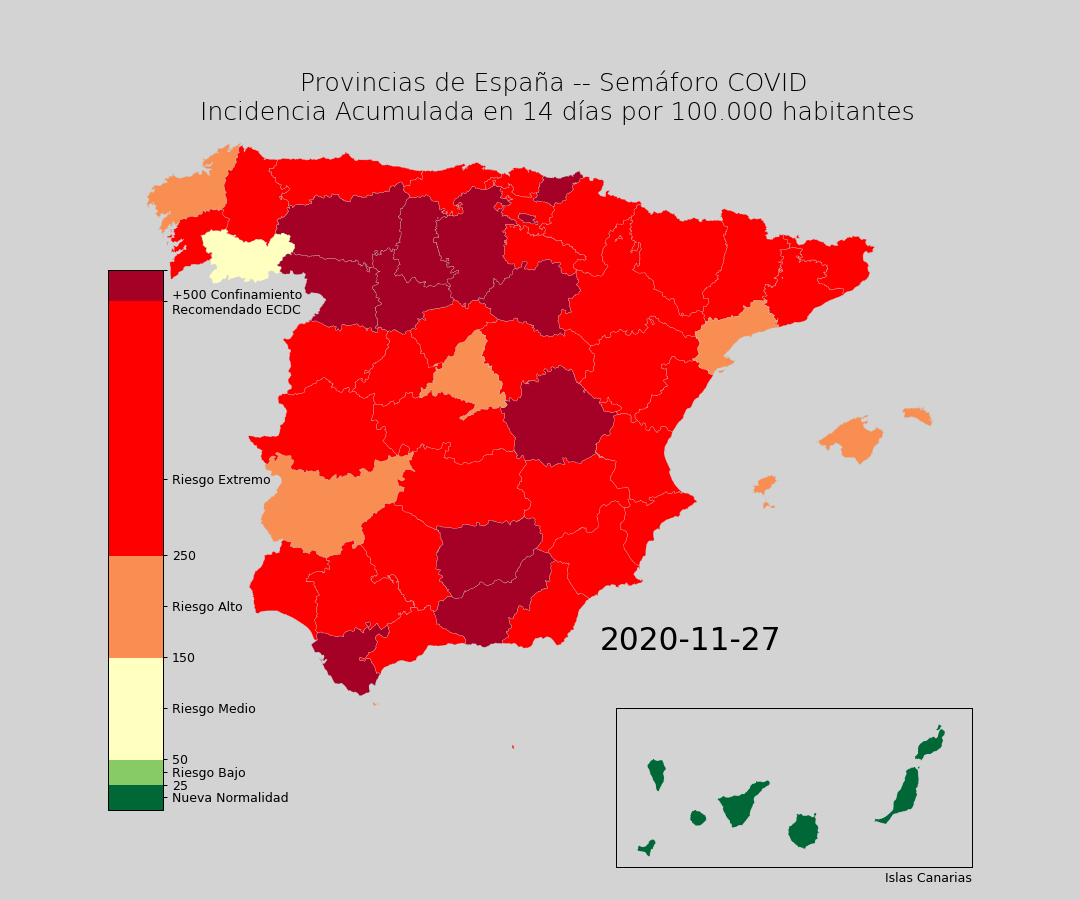 Provincias de España -- Semáforo COVID
Incidencia Acumulada en 14 días por 100.000 habitantes
+500 Confinamiento
Recomendado ECDC
Riesgo Extremo
250
Riesgo Alto
150
Riesgo Medio
50
Riesgo Bajo
25
Nueva Normalidad
2020-11-27
Islas Canarias